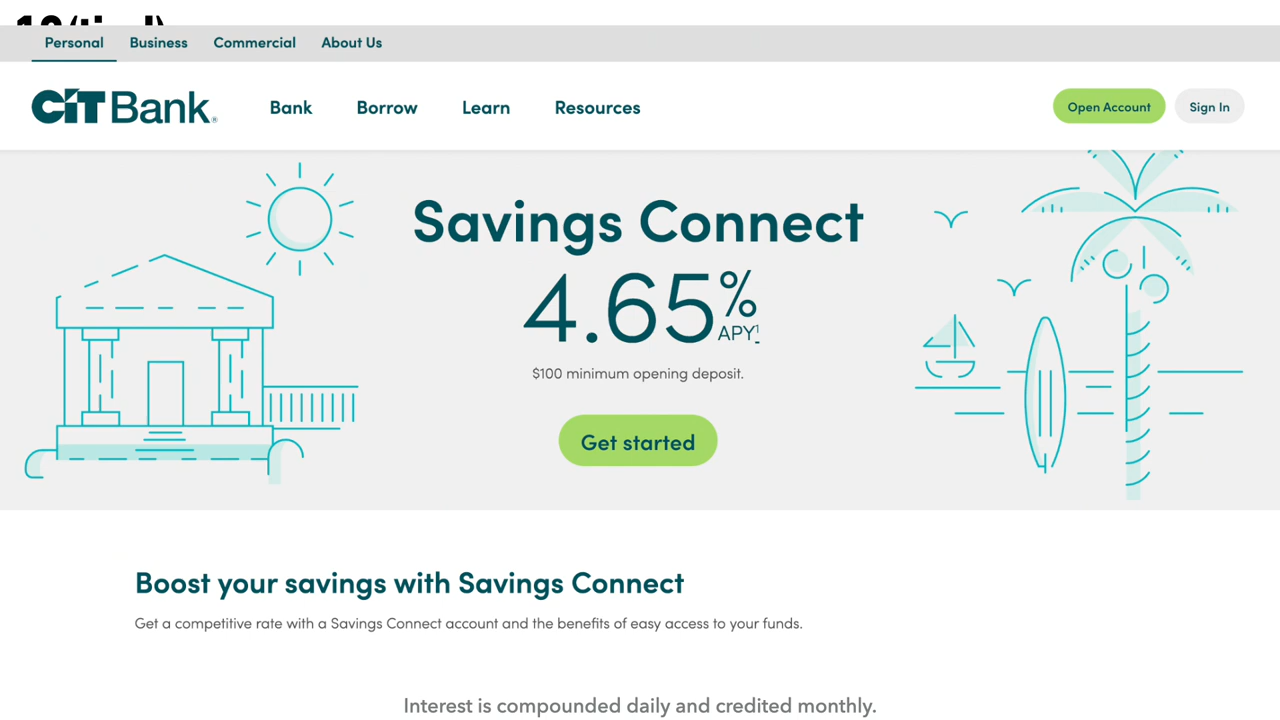 Personal Business Commercial About Us
CIT Bank®
Bank Borrow Learn Resources
Open Account Sign In
Savings Connect
4.65%
APY1
$100 minimum opening deposit.
Get started
Boost your savings with Savings Connect
Get a competitive rate with a Savings Connect account and the benefits of easy access to your funds.
Interest is compounded daily and credited monthly.